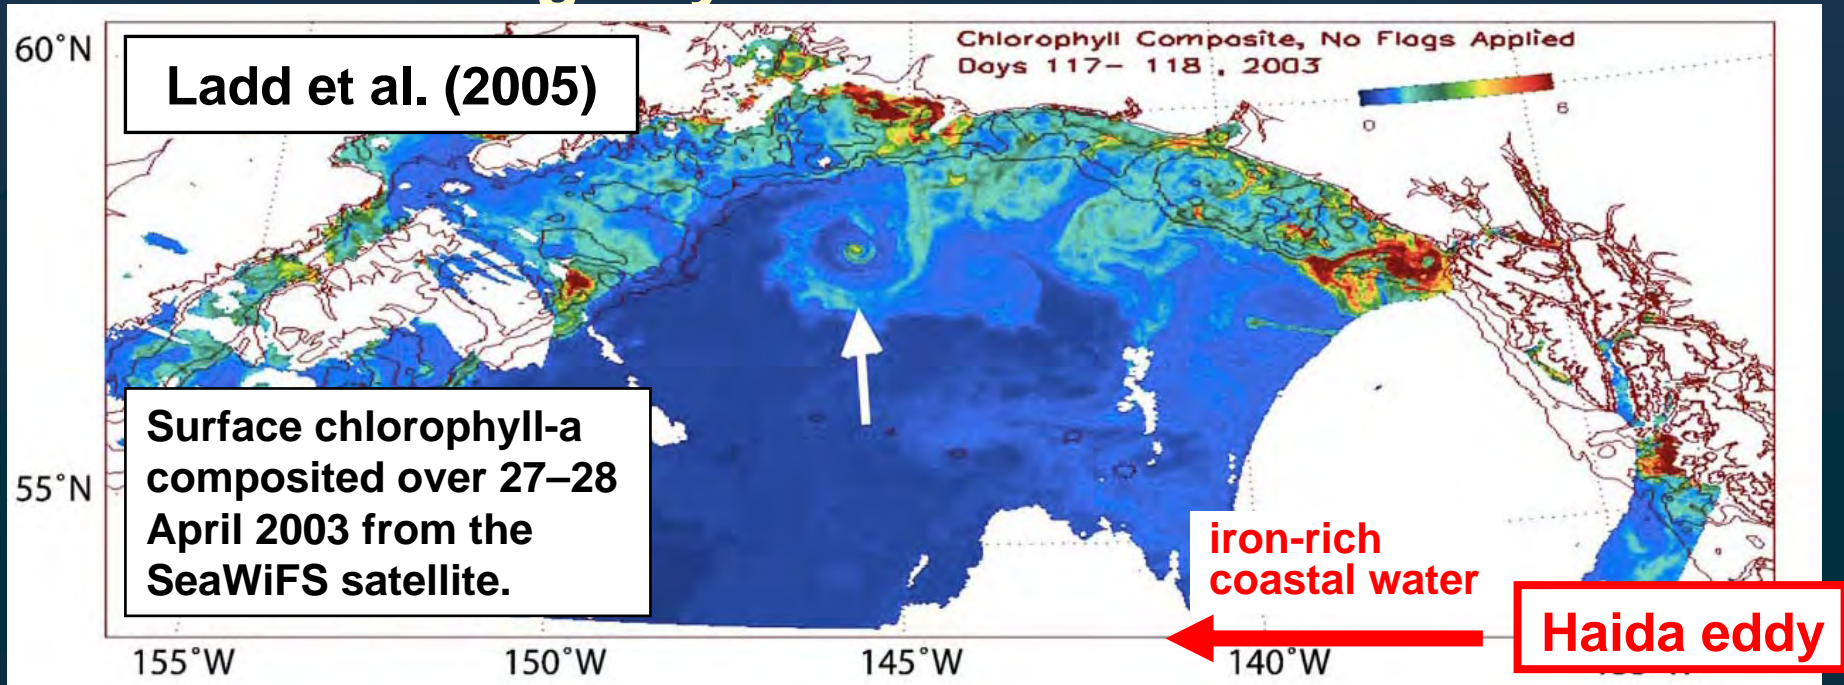 60°N
Ladd et al. (2005)
Chlorophyll Composite, No Flags Applied
Days 117- 118 , 2003
0
6
Surface chlorophyll-a
composited over 27–28
April 2003 from the
SeaWiFS satellite.
55°N
iron-rich
coastal water
Haida eddy
155°W
150°W
145°W
140°W